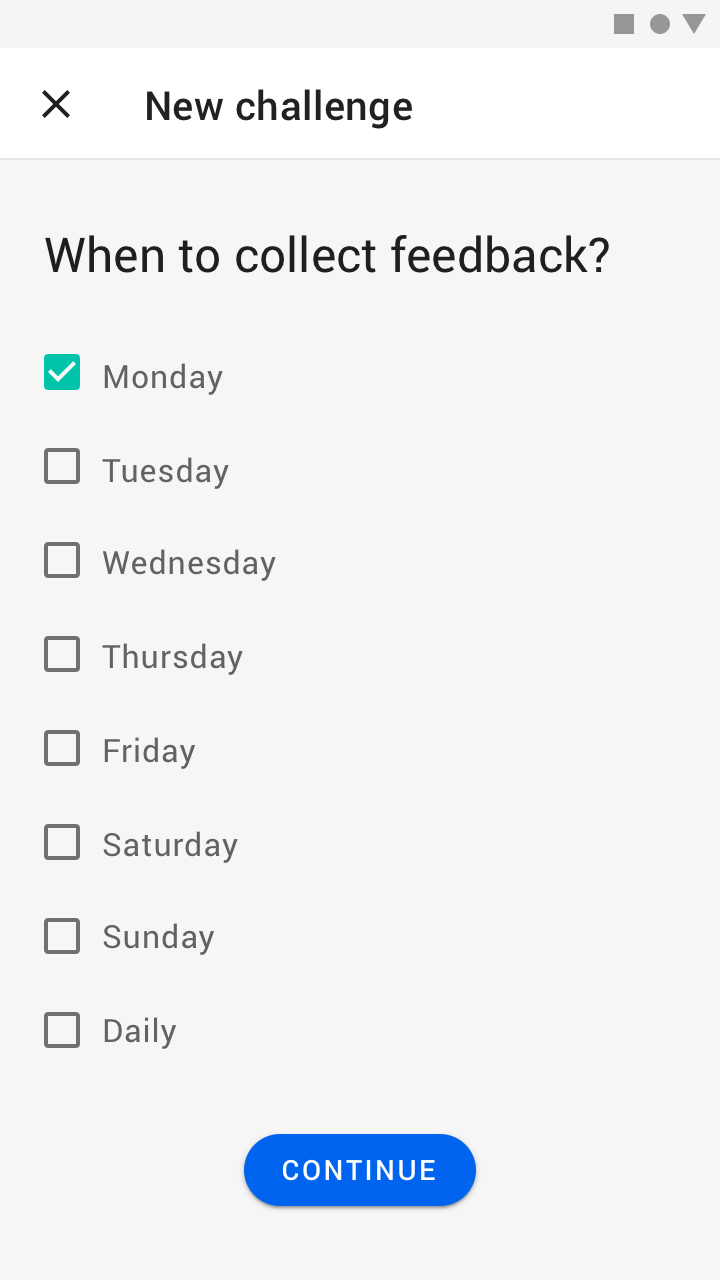 New challenge
When to collect feedback?
Monday
Tuesday
Wednesday
Thursday
Friday
Saturday
Sunday
Daily
CONTINUE